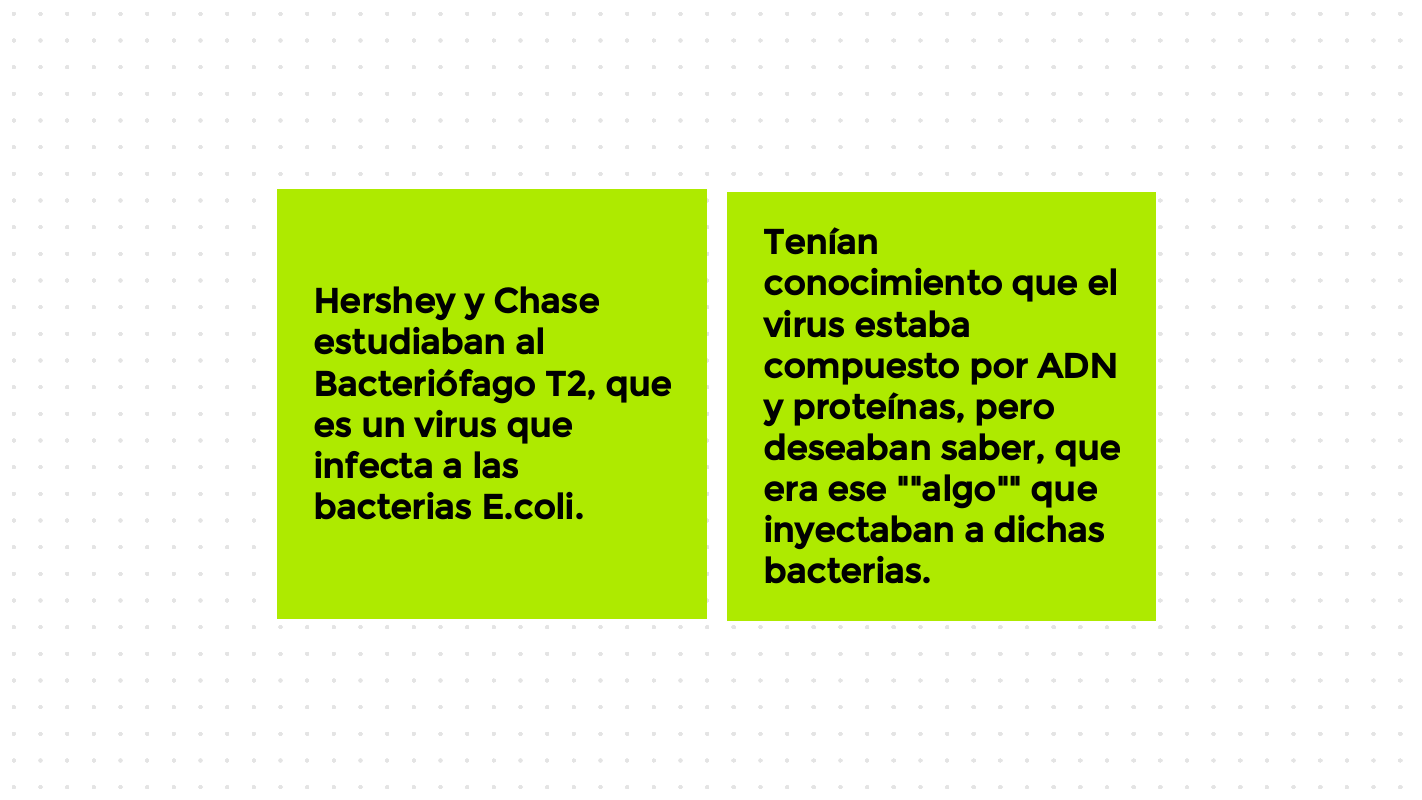 Hershey y Chase
estudiaban al
Bacteriófago T2, que
es un virus que
infecta a las
bacterias E.coli.
Tenían
conocimiento que el
virus estaba
compuesto por ADN
y proteínas, pero
deseaban saber, que
era ese ""algo"" que
inyectaban a dichas
bacterias.